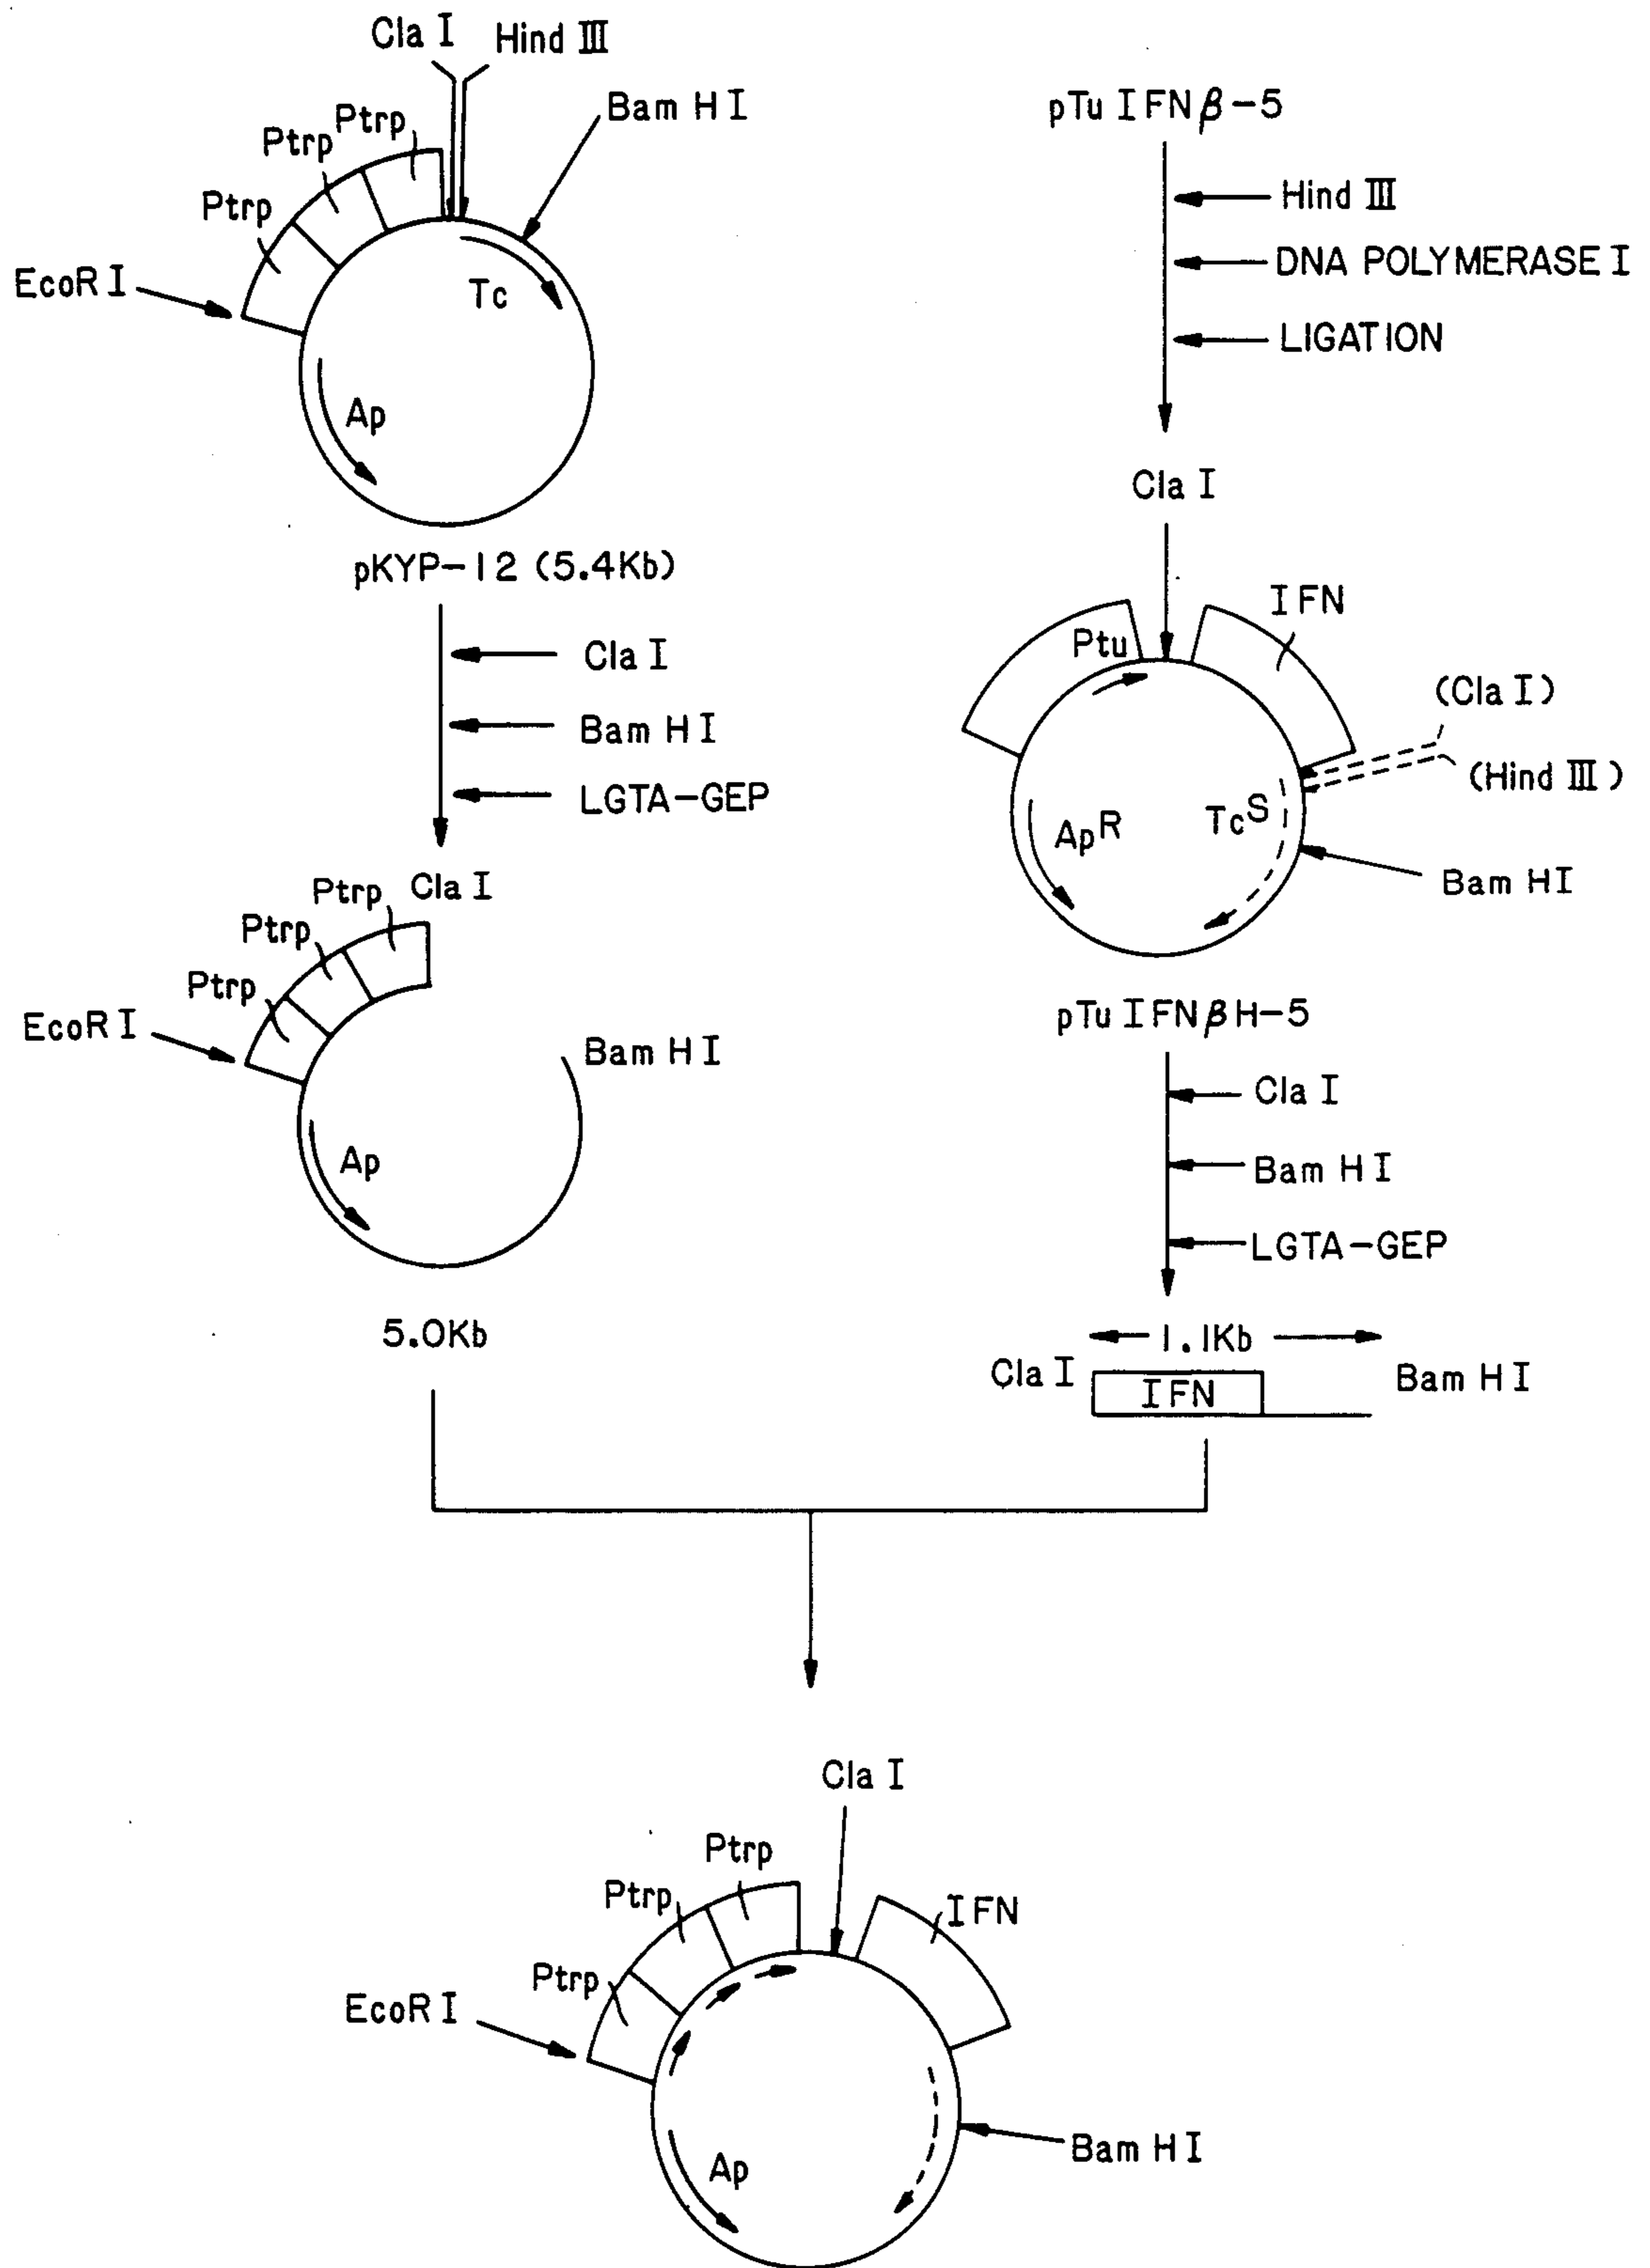 Cla I Hind III
Bam H I
Ptrp
Ptrp
Ptrp
EcoR I
Tc
Ap
pKYP-12 (5.4Kb)
Cla I
Bam H I
LGTA-GEP
Ptrp Cla I
Ptrp
Ptrp
EcoR I
Bam H I
Ap
5.0Kb
pTu IFNβ-5
Hind III
DNA POLYMERASE I
LIGATION
Cla I
IFN
Ptu
(Cla I)
(Hind III)
ApR
TcS
Bam HI
pTu IFNβH-5
Cla I
Bam H I
LGTA-GEP
1.1Kb
Cla I
IFN
Bam H I
Cla I
Ptrp
Ptrp
Ptrp
IFN
EcoR I
Bam H I
Ap